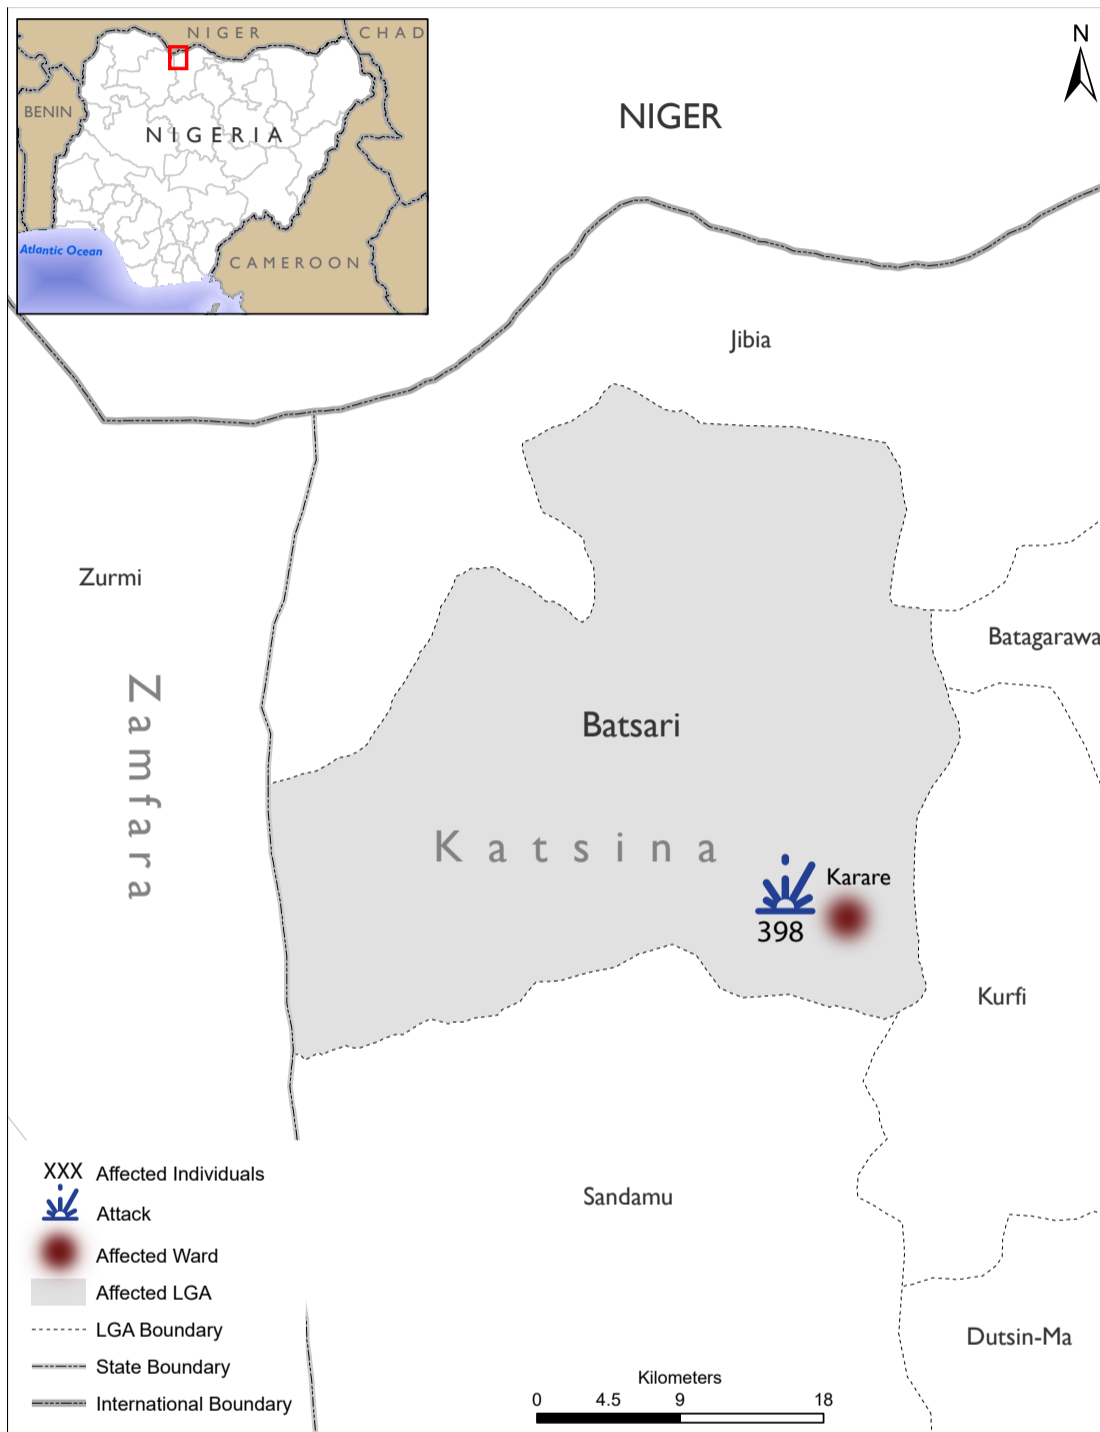 NIGER
CHAD
BENIN
NIGERIA
Atlantic Ocean
CAMEROON
N
NIGER
Jibia
Zurmi
Batagarawa
Zamfara
Batsari
Katsina
Karare
398
Kurfi
Sandamu
Dutsin-Ma
XXX Affected Individuals
Attack
Affected Ward
Affected LGA
LGA Boundary
State Boundary
International Boundary
Kilometers
0 4.5 9 18